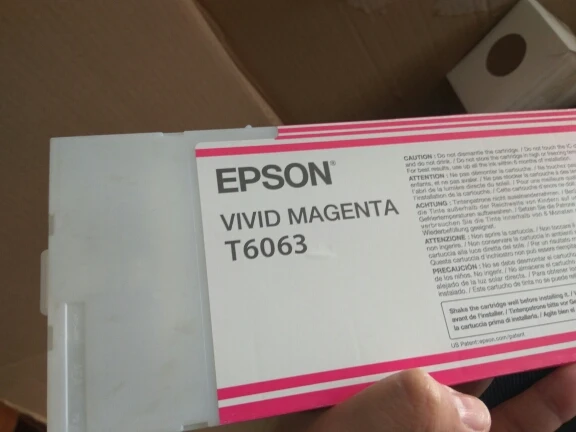 EPSON®
VIVID MAGENTA
T6063
CAUTION : Do not dismantle the cartridge. / Do not touch the IC
and do not drink. / Do not store the cartridge in high or freezing
For best results, use up all the ink within 6 months of installation.
ATTENTION : Ne pas démonter la cartouche. / Ne
enfants, et ne pas avaler. / Ne pas stocker la cartouche à des
l'abri de la lumière directe du soleil. / Pour une meilleure
l'installation de la cartouche. / Cette cartouche d'encre ne doit
ACHTUNG : Tintenpatrone nicht auseinandernehmen. /
die Tinte außerhalb der Reichweite von Kindern auf
Gefriertemperaturen aufbewahren. / Setzen Sie die
verbrauchen Sie die Tinte innerhalb von 6 Monaten
Wiederbefüllung geeignet.
ATTENZIONE : Non aprire la cartuccia. / Non toccare
non ingerire. / Non conservare la cartuccia in ambienti
cartuccia alla luce diretta del sole. / Per un risultato
Questa cartuccia d'inchiostro non può essere
PRECAUCIÓN : No se debe desmontar el cartucho
de los niños. No ingerir. / No almacene el cartucho
alejado de la luz solar directa. / Para obtener
instalado. / Este cartucho de tinta no se puede
Shake the cartridge well before installing it. /
avant de l'installer. / Tintenpatrone bitte vor
la cartuccia prima di installarla. / Agite bien el
US Patent:epson.com/patent